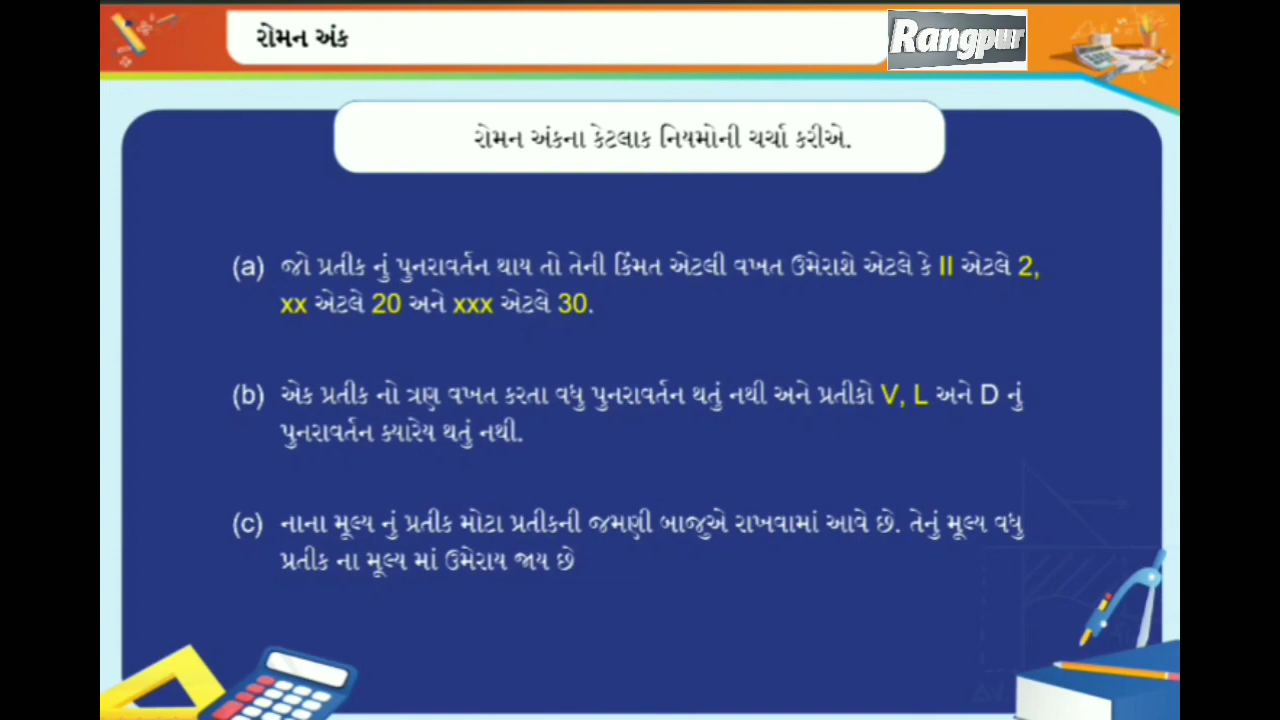 રોમન અંક
Rangpur
રોમન અંકના કેટલાક નિયમોની ચર્ચા કરીએ.
(a) જો પ્રતીક નું પુનરાવર્તન થાય તો તેની કિંમત એટલી વખત ઉમેરાશે એટલે કે II એટલે 2,
xx એટલે 20 અને xxx એટલે 30.
(b) એક પ્રતીક નો ત્રણ વખત કરતા વધુ પુનરાવર્તન થતું નથી અને પ્રતીકો V, L અને D નું
પુનરાવર્તન ક્યારેય થતું નથી.
(c) નાના મૂલ્ય નું પ્રતીક મોટા પ્રતીકની જમણી બાજુએ રાખવામાં આવે છે. તેનું મૂલ્ય વધુ
પ્રતીક ના મૂલ્ય માં ઉમેરાય જાય છે